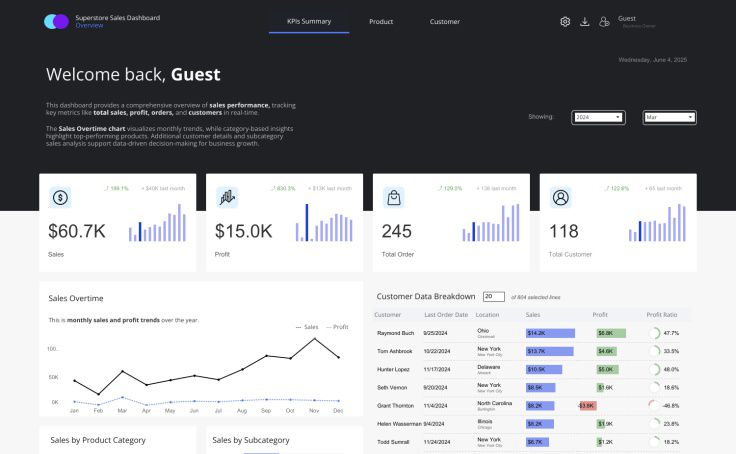 Superstore Sales Dashboard
Overview
KPIs Summary
Product
Customer
Guest
Business Owner
Wednesday, June 4, 2025
Welcome back, Guest
This dashboard provides a comprehensive overview of sales performance, tracking
key metrics like total sales, profit, orders, and customers in real-time.
The Sales Overtime chart visualizes monthly trends, while category-based insights
highlight top-performing products. Additional customer details and subcategory
sales analysis support data-driven decision-making for business growth.
Showing:
2024
Mar
199.1%
+ $40K last month
$60.7K
Sales
830.3%
+ $13K last month
$15.0K
Profit
129.0%
+ 138 last month
245
Total Order
122.6%
+ 65 last month
118
Total Customer
Sales Overtime
This is monthly sales and profit trends over the year.
Sales
Profit
100..
50K
0K
Jan Feb Mar Apr May Jun Jul Aug Sep Oct Nov Dec
Customer Data Breakdown 20 of 804 selected lines
Customer Last Order Date Location Sales Profit Profit Ratio
Raymond Buch 9/25/2024 Ohio $14.2K $6.8K 47.7%
Cincinnati
Tom Ashbrook 10/22/2024 New York $13.7K $4.6K 33.5%
New York City
Hunter Lopez 11/17/2024 Delaware $10.5K $5.0K 48.0%
Newark
Seth Vernon 9/20/2024 New York $8.5K $1.6K 18.6%
New York City
Grant Thornton 11/4/2024 North Carolina $8.2K -$3.8K -46.8%
Burlington
Helen Wasserman 9/4/2024 Illinois $8.2K $1.9K 23.8%
Chicago
Todd Sumrall 11/24/2024 New York $6.7K $1.2K 18.2%
New York City
Sales by Product Category
Sales by Subcategory